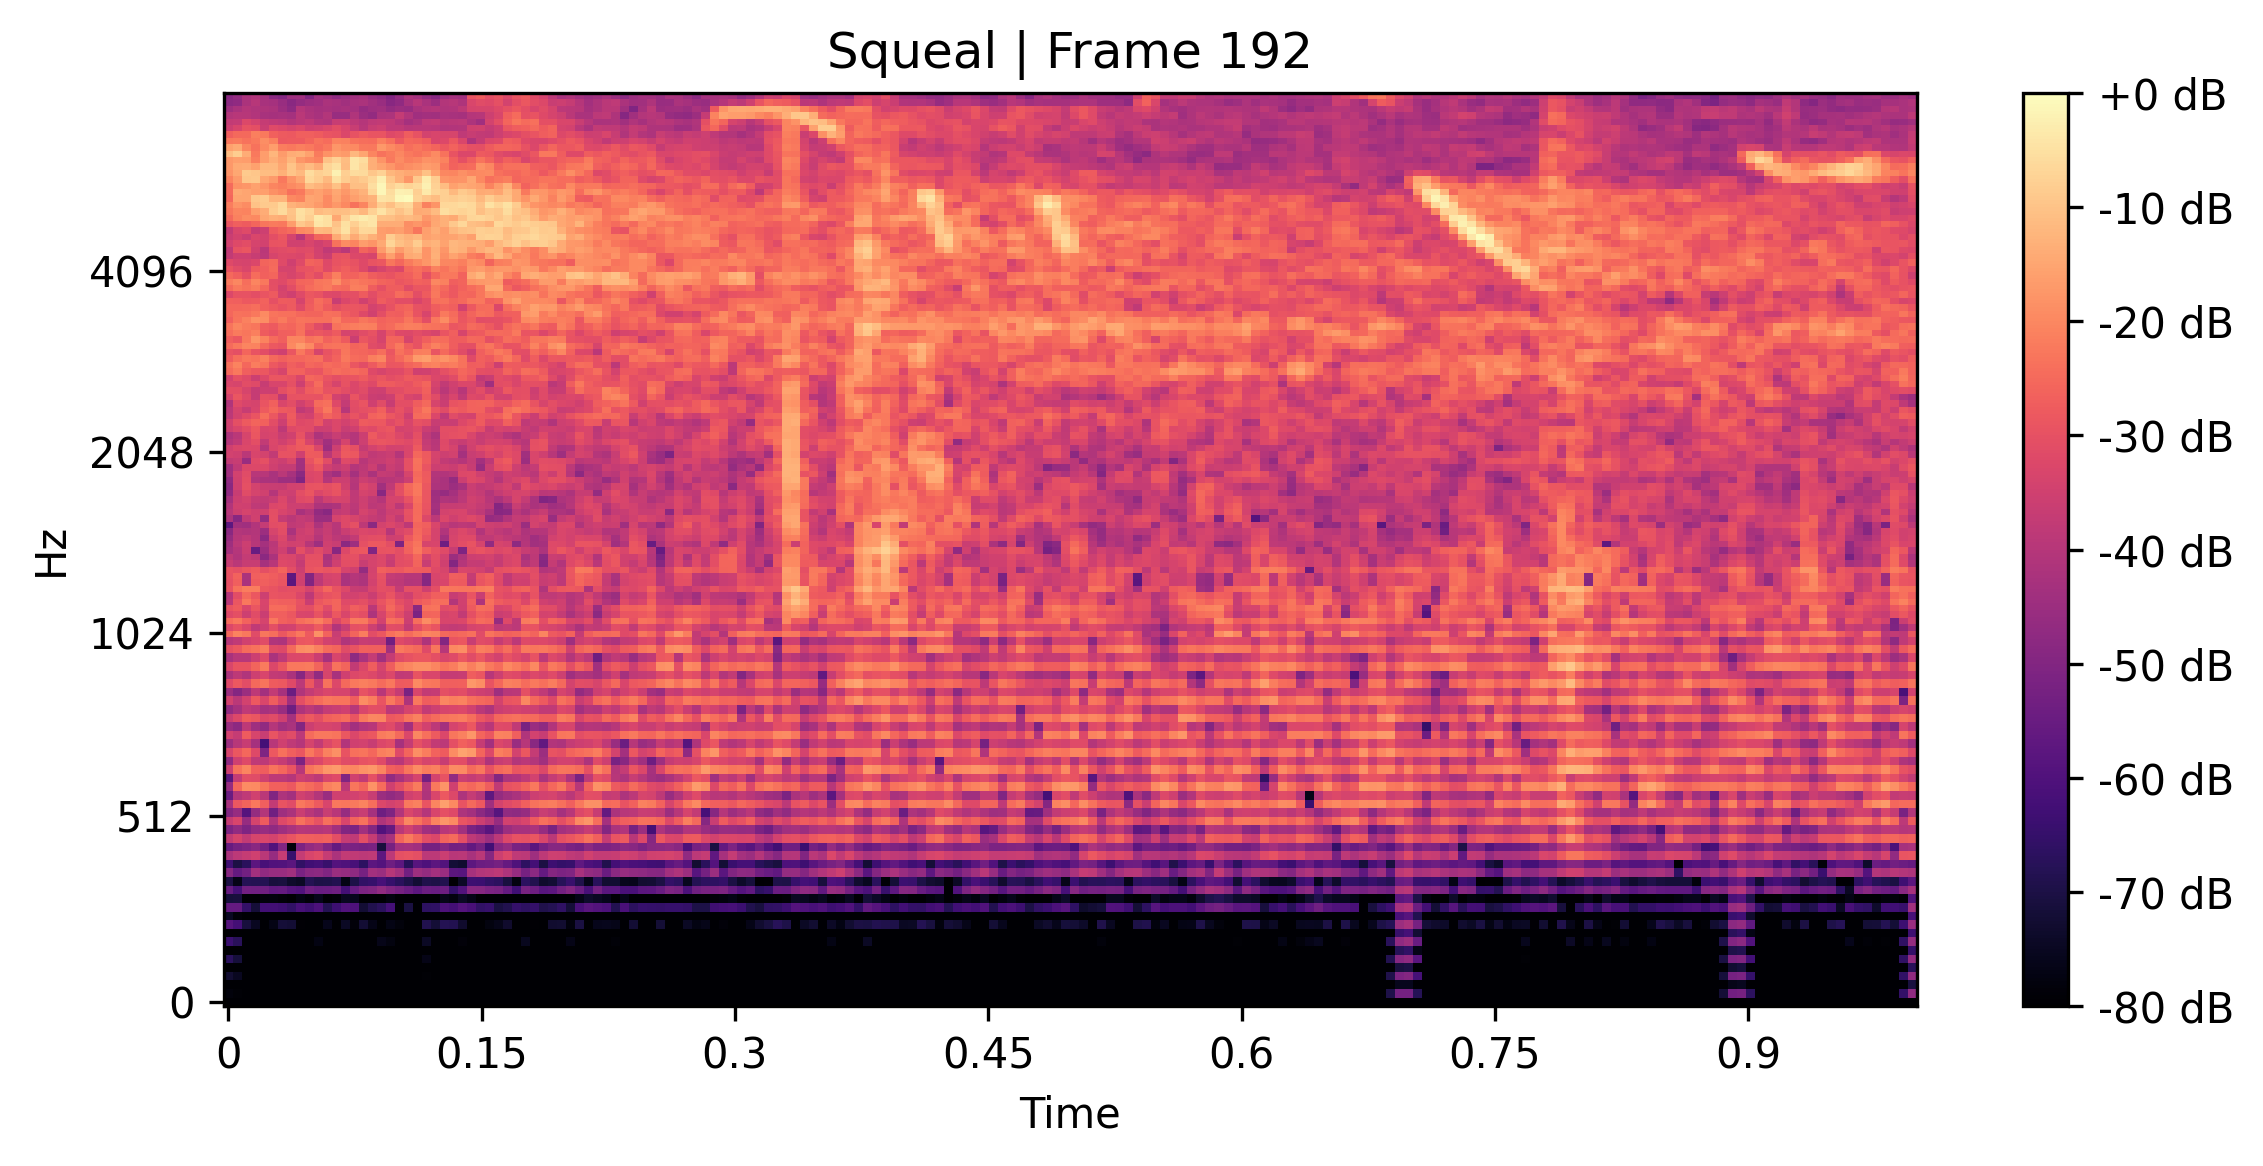 Squeal | Frame 192
+0 dB
-10 dB
-20 dB
-30 dB
-40 dB
-50 dB
-60 dB
-70 dB
-80 dB
Hz
4096
2048
1024
512
0
0 0.15 0.3 0.45 0.6 0.75 0.9
Time